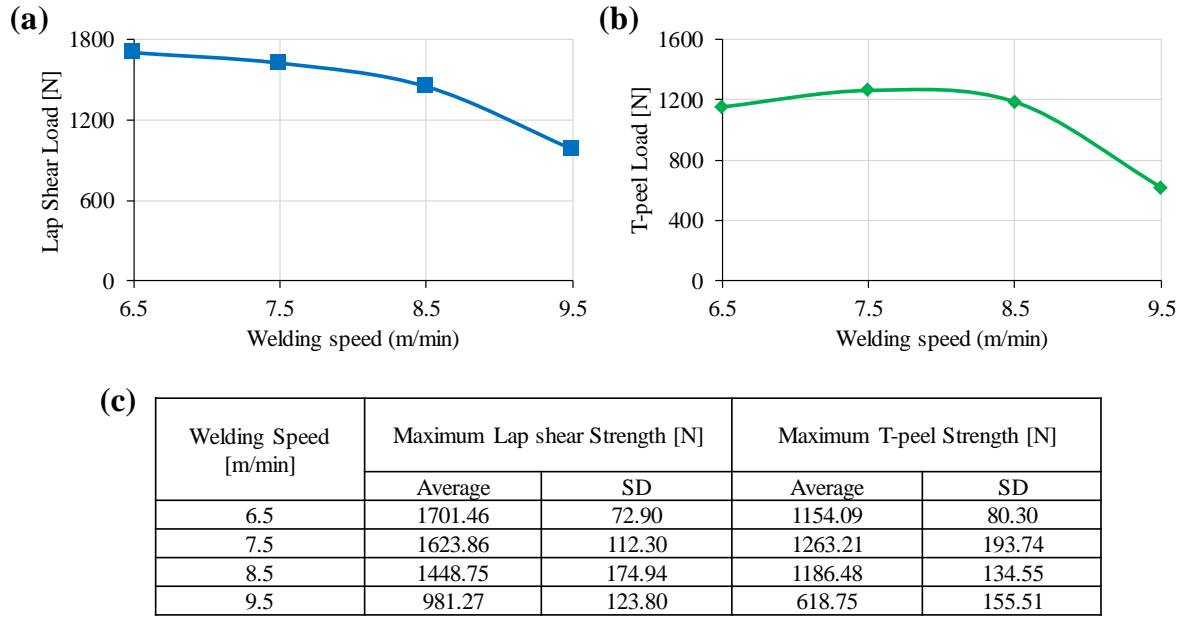 (a)
Lap Shear Load [N]
1800
1200
600
0
6.5 7.5 8.5 9.5
Welding speed (m/min)
(b)
T-peel Load [N]
1600
1200
800
400
0
6.5 7.5 8.5 9.5
Welding speed (m/min)
(c)
Welding Speed
[m/min]
Maximum Lap shear Strength [N] Maximum T-peel Strength [N]
Average SD Average SD
6.5 1701.46 72.90 1154.09 80.30
7.5 1623.86 112.30 1263.21 193.74
8.5 1448.75 174.94 1186.48 134.55
9.5 981.27 123.80 618.75 155.51